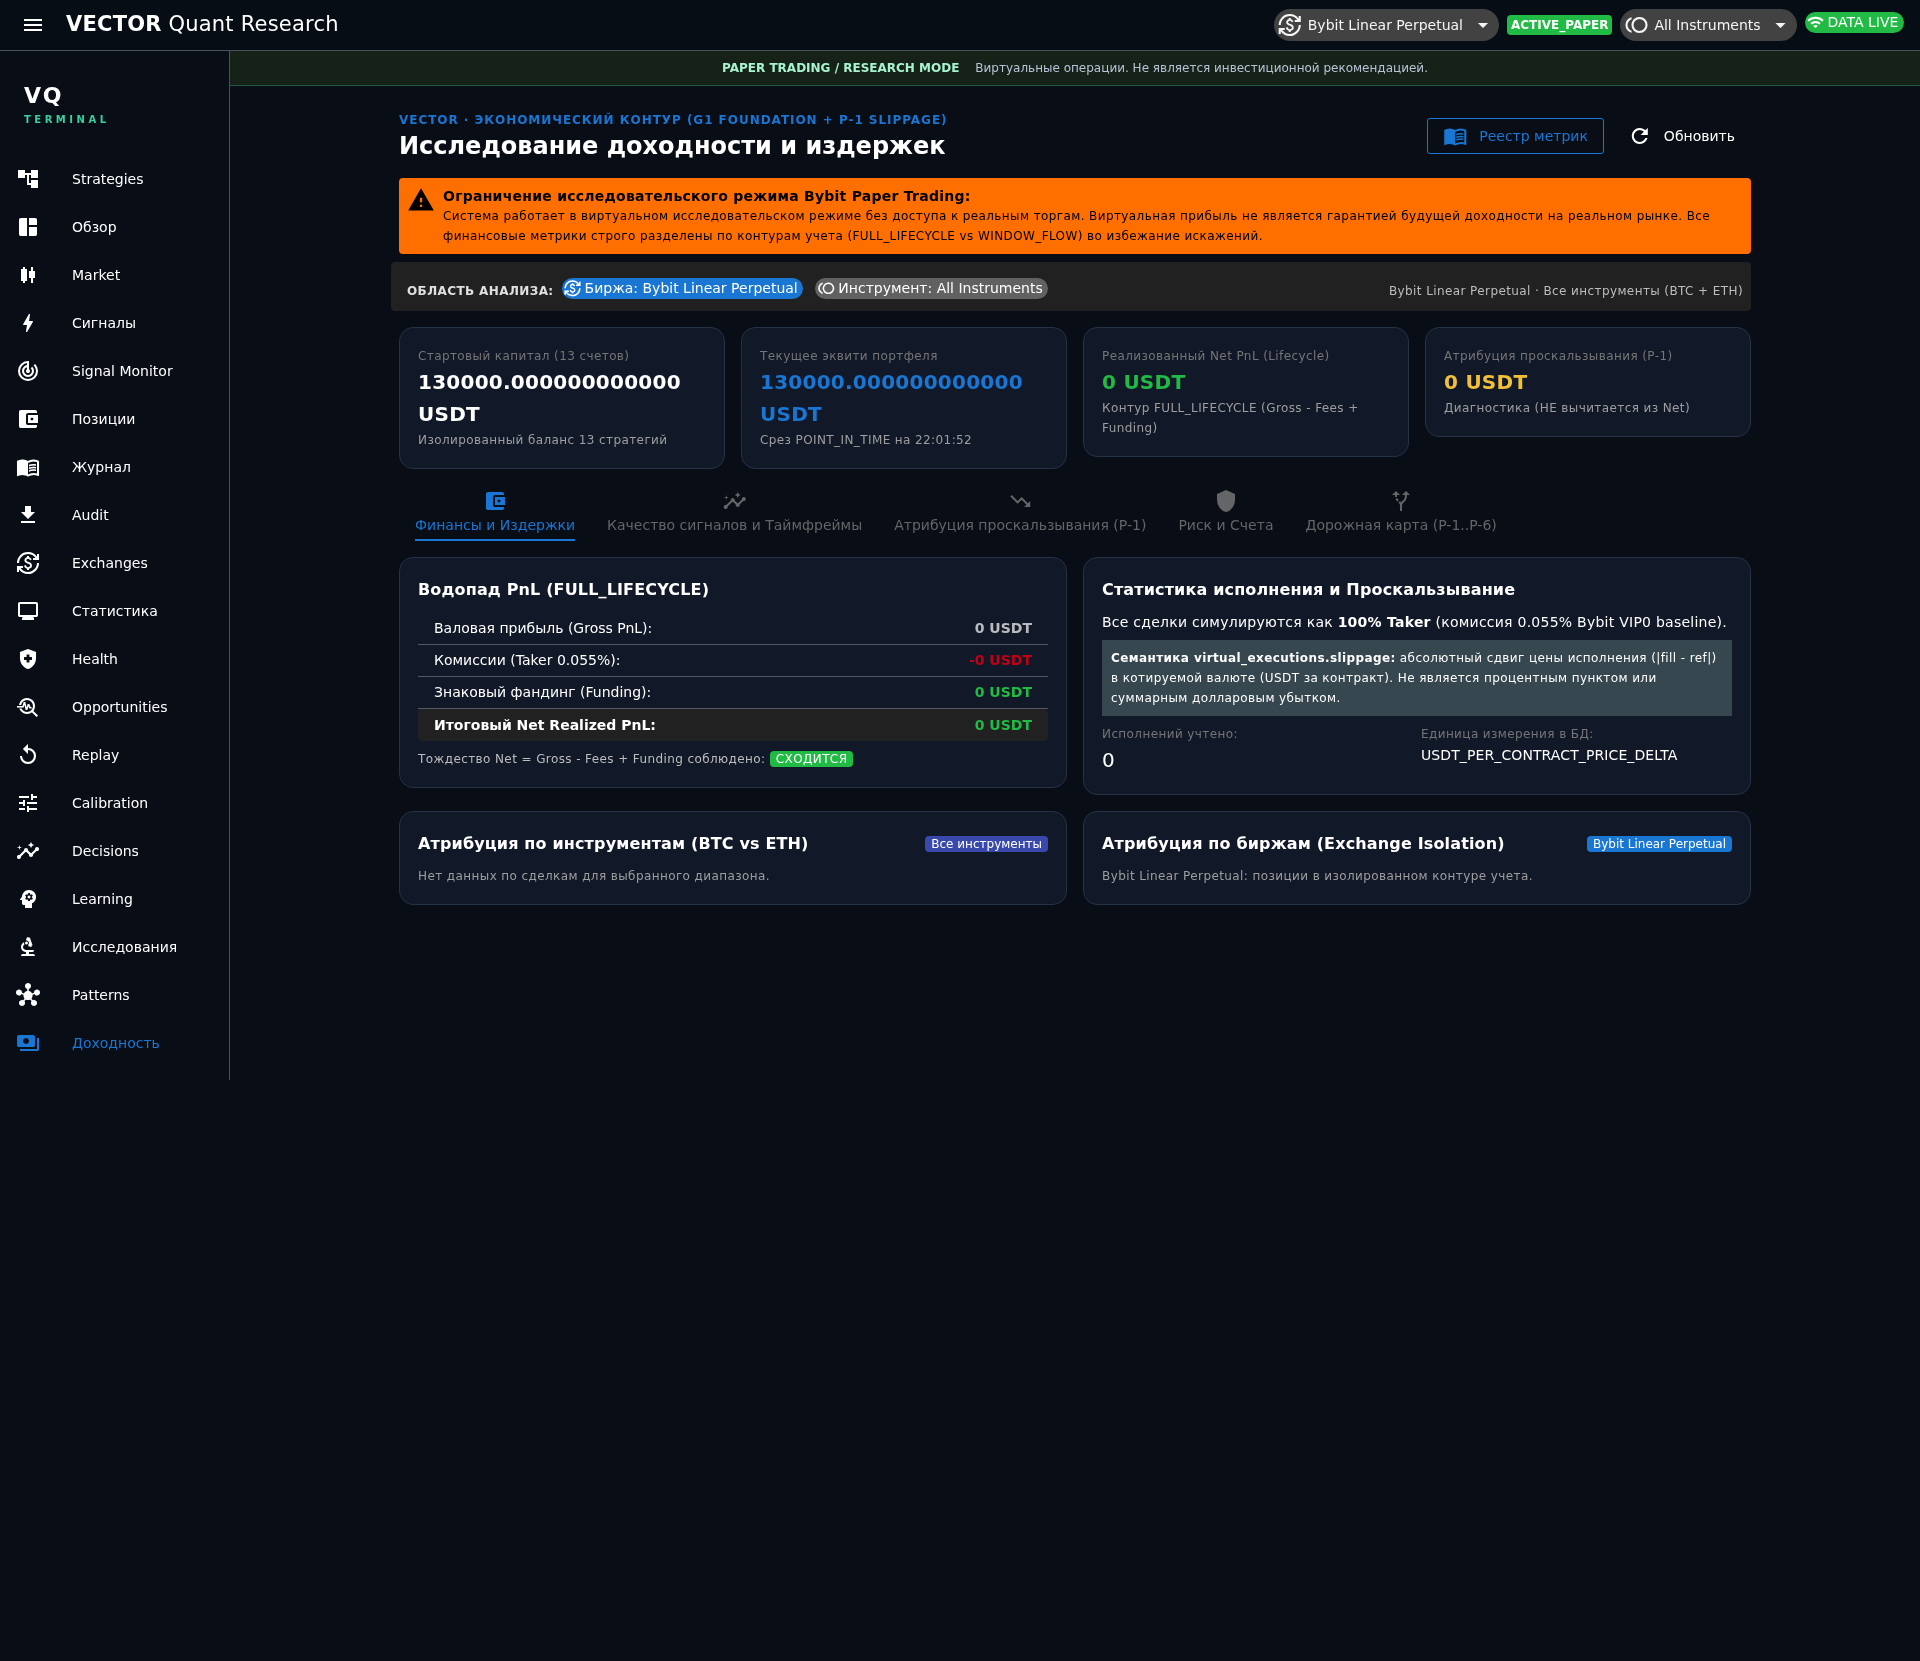 VECTOR Quant Research
Bybit Linear Perpetual
ACTIVE_PAPER
All Instruments
DATA LIVE
PAPER TRADING / RESEARCH MODE Виртуальные операции. Не является инвестиционной рекомендацией.
VQ
TERMINAL
Strategies
Обзор
Market
Сигналы
Signal Monitor
Позиции
Журнал
Audit
Exchanges
Статистика
Health
Opportunities
Replay
Calibration
Decisions
Learning
Исследования
Patterns
Доходность
VECTOR · ЭКОНОМИЧЕСКИЙ КОНТУР (G1 FOUNDATION + P-1 SLIPPAGE)
Исследование доходности и издержек
Реестр метрик
Обновить
Ограничение исследовательского режима Bybit Paper Trading:
Система работает в виртуальном исследовательском режиме без доступа к реальным торгам. Виртуальная прибыль не является гарантией будущей доходности на реальном рынке. Все
финансовые метрики строго разделены по контурам учета (FULL_LIFECYCLE vs WINDOW_FLOW) во избежание искажений.
ОБЛАСТЬ АНАЛИЗА:
Биржа: Bybit Linear Perpetual
Инструмент: All Instruments
Bybit Linear Perpetual · Все инструменты (BTC + ETH)
Стартовый капитал (13 счетов)
130000.000000000000
USDT
Изолированный баланс 13 стратегий
Текущее эквити портфеля
130000.000000000000
USDT
Срез POINT_IN_TIME на 22:01:52
Реализованный Net PnL (Lifecycle)
0 USDT
Контур FULL_LIFECYCLE (Gross - Fees +
Funding)
Атрибуция проскальзывания (P-1)
0 USDT
Диагностика (НЕ вычитается из Net)
Финансы и Издержки
Качество сигналов и Таймфреймы
Атрибуция проскальзывания (P-1)
Риск и Счета
Дорожная карта (P-1..P-6)
Водопад PnL (FULL_LIFECYCLE)
Валовая прибыль (Gross PnL): 0 USDT
Комиссии (Taker 0.055%): -0 USDT
Знаковый фандинг (Funding): 0 USDT
Итоговый Net Realized PnL: 0 USDT
Тождество Net = Gross - Fees + Funding соблюдено: СХОДИТСЯ
Статистика исполнения и Проскальзывание
Все сделки симулируются как 100% Taker (комиссия 0.055% Bybit VIP0 baseline).
Семантика virtual_executions.slippage: абсолютный сдвиг цены исполнения (|fill - ref|)
в котируемой валюте (USDT за контракт). Не является процентным пунктом или
суммарным долларовым убытком.
Исполнений учтено:
0
Единица измерения в БД:
USDT_PER_CONTRACT_PRICE_DELTA
Атрибуция по инструментам (BTC vs ETH)
Все инструменты
Нет данных по сделкам для выбранного диапазона.
Атрибуция по биржам (Exchange Isolation)
Bybit Linear Perpetual
Bybit Linear Perpetual: позиции в изолированном контуре учета.